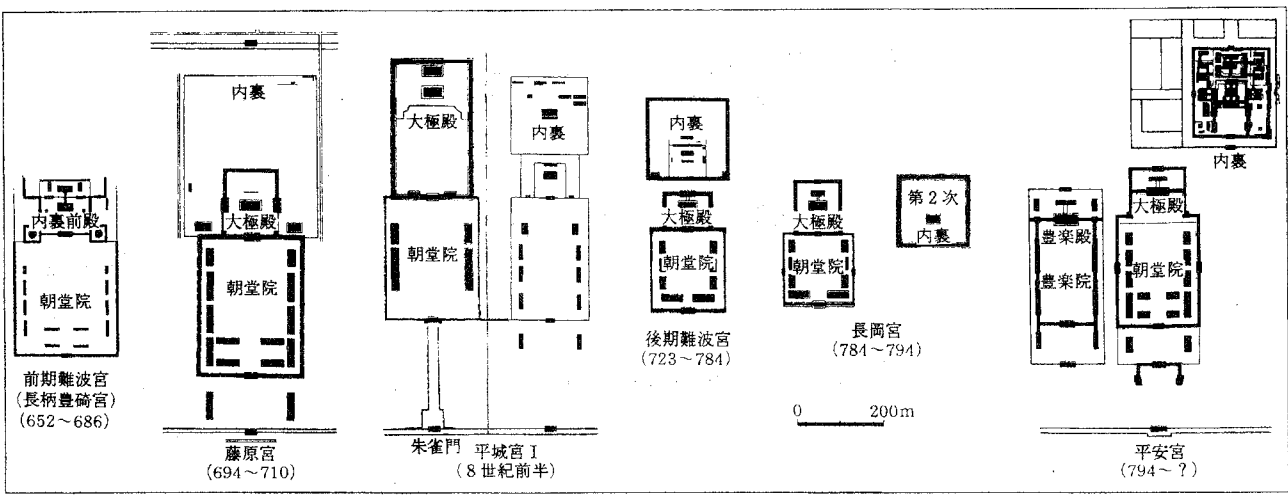 内裏前殿
朝堂院
前期難波宮
(長柄豊碕宮)
(652~686)
内裏
大極殿
朝堂院
藤原宮
(694~710)
大極殿
朝堂院
内裏
朱雀門
平城宮Ⅰ
(8世紀前半)
内裏
大極殿
朝堂院
後期難波宮
(723~784)
大極殿
朝堂院
第2次
内裏
長岡宮
(784~794)
0 200m
内裏
豊楽殿
豊楽院
大極殿
朝堂院
平安宮
(794~?)